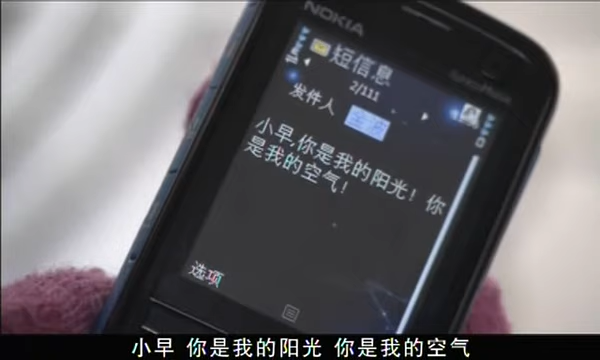 NOKIA
短信息
2/111
发件人
小早,你是我的阳光！你
是我的空气！
选项
小早 你是我的阳光 你是我的空气